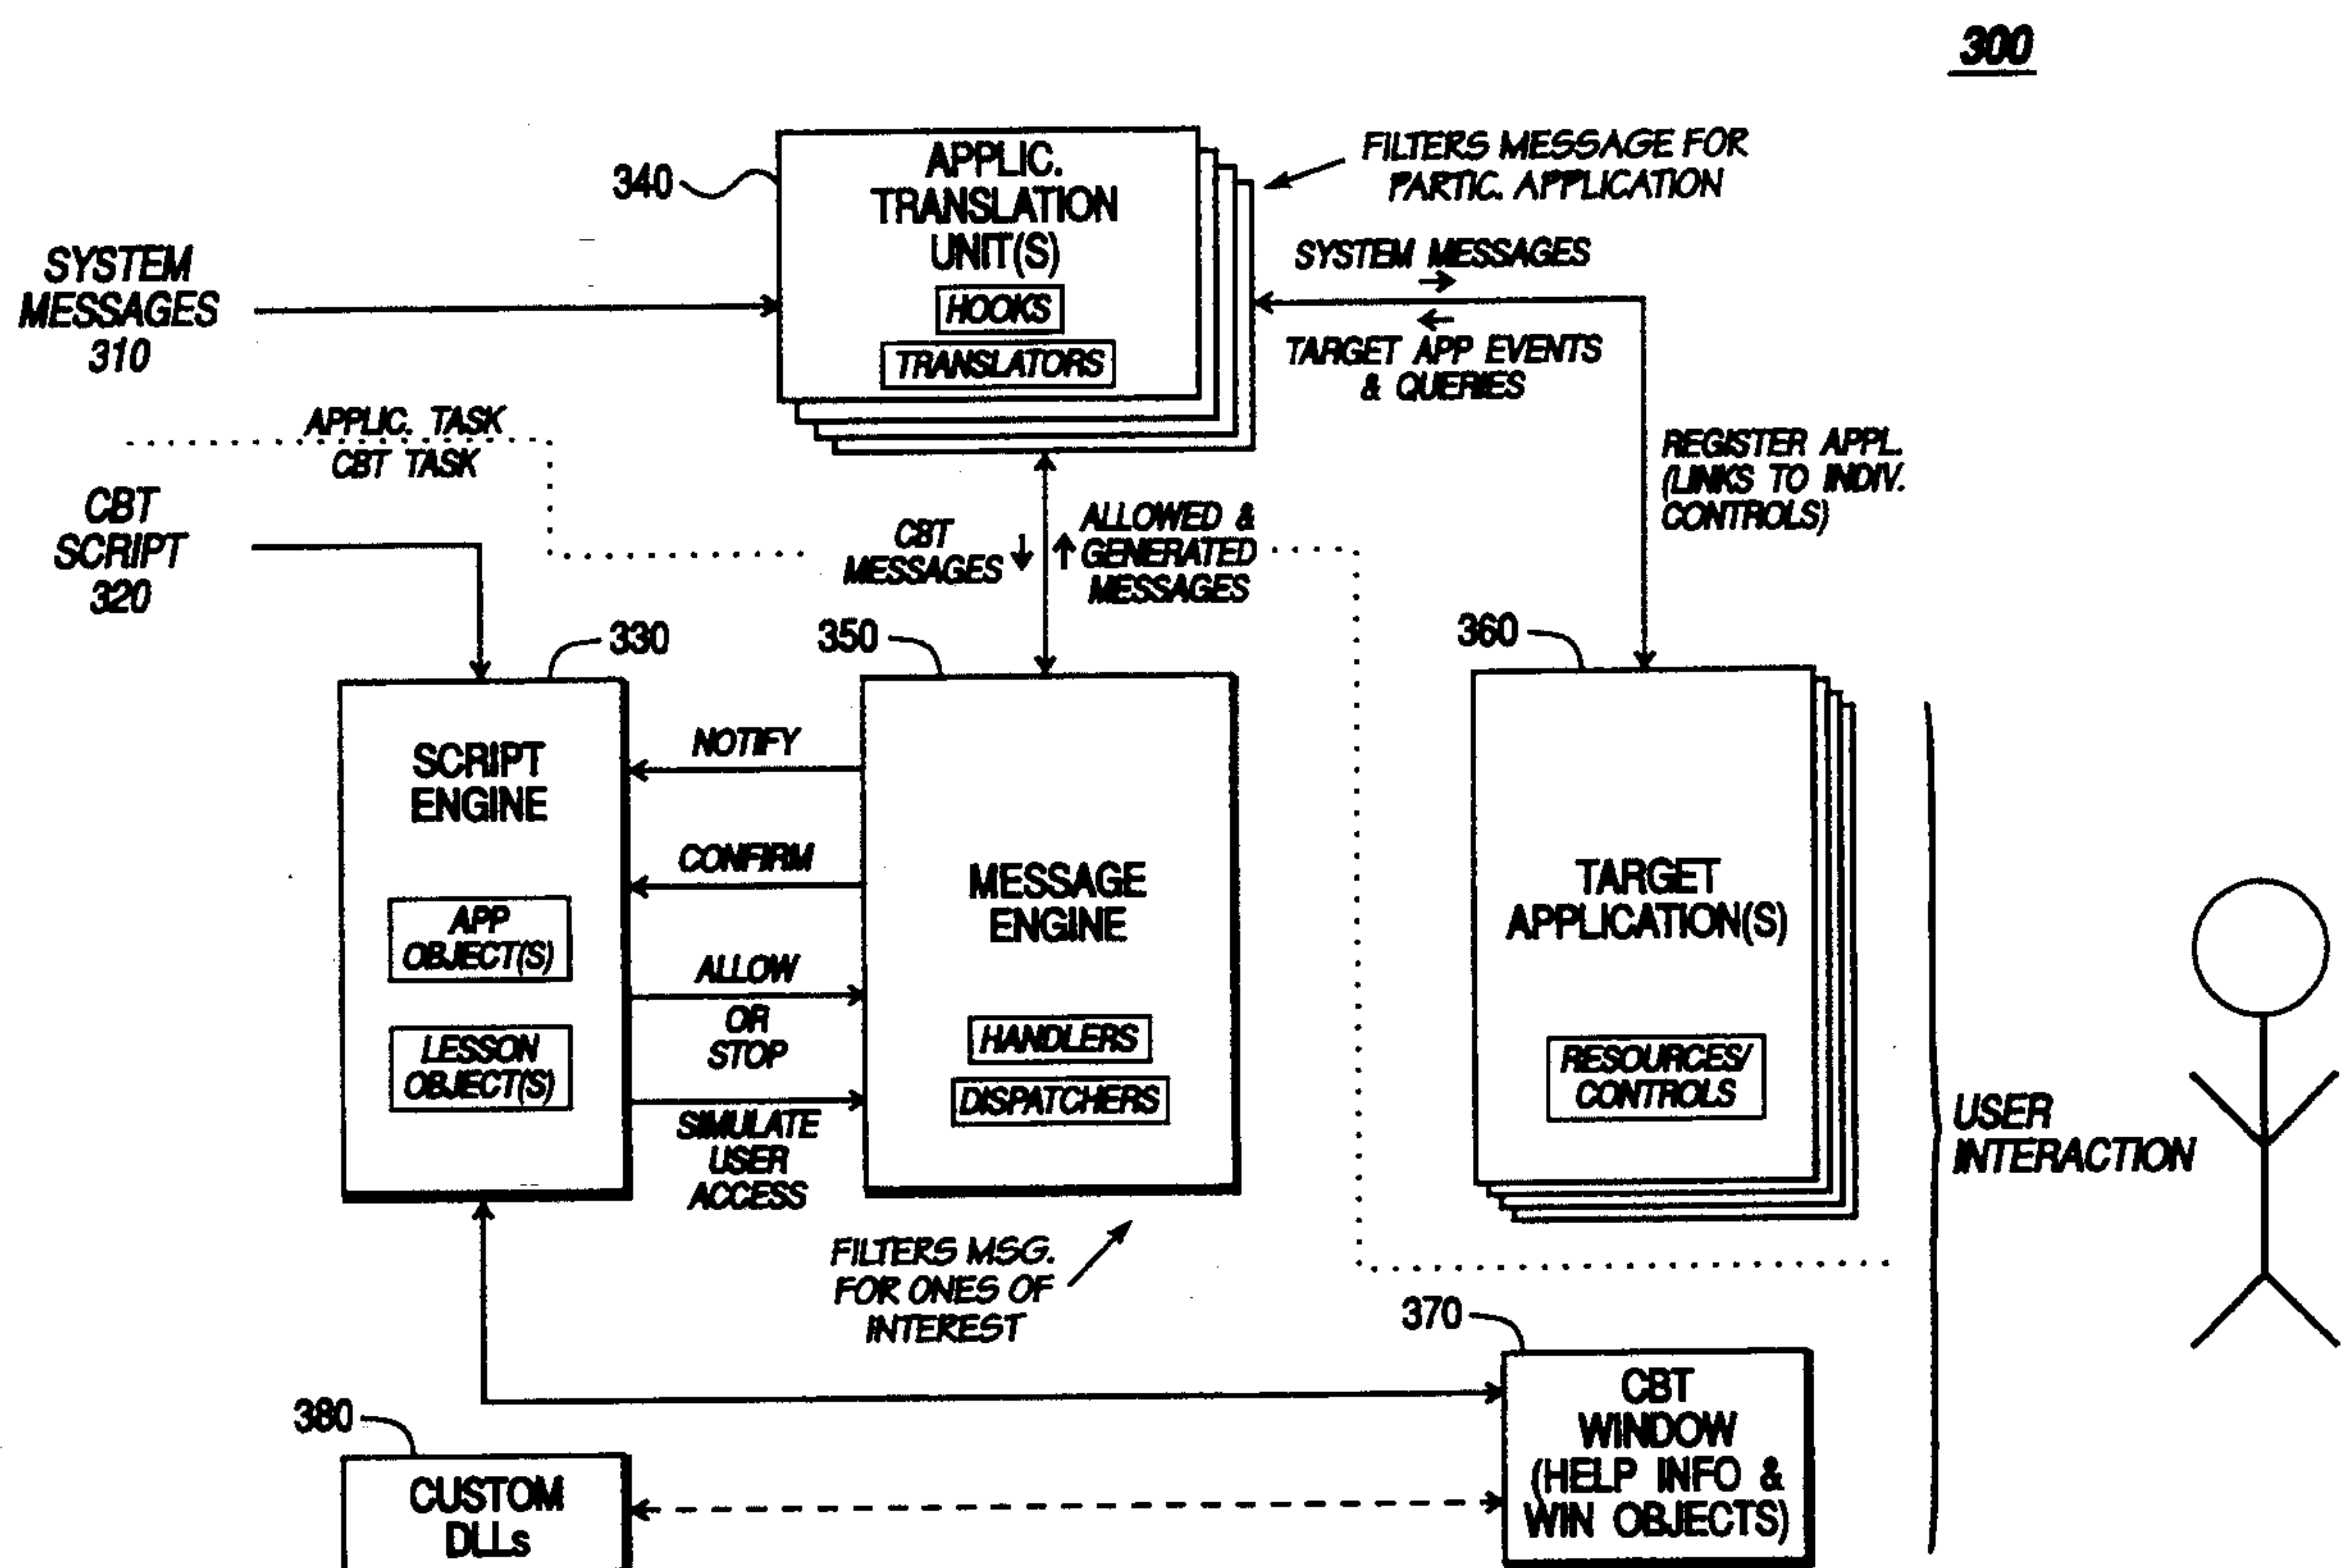 300
340
APPLIC.
TRANSLATION
UNIT(S)
HOOKS
TRANSLATORS
FILTERS MESSAGE FOR
PARTIC. APPLICATION
SYSTEM MESSAGES
TARGET APP EVENTS
& QUERIES
SYSTEM
MESSAGES
310
APPLIC. TASK
CBT TASK
CBT
SCRIPT
320
CBT
MESSAGES
ALLOWED &
GENERATED
MESSAGES
REGISTER APPL.
(LINKS TO INDIV.
CONTROLS)
330
SCRIPT
ENGINE
APP
OBJECT(S)
LESSON
OBJECT(S)
NOTIFY
CONFIRM
ALLOW
OR
STOP
SIMULATE
USER
ACCESS
350
MESSAGE
ENGINE
HANDLERS
DISPATCHERS
FILTERS MSG.
FOR ONES OF
INTEREST
360
TARGET
APPLICATION(S)
RESOURCES/
CONTROLS
USER
INTERACTION
370
CBT
WINDOW
(HELP INFO &
WIN OBJECTS)
380
CUSTOM
DLLs